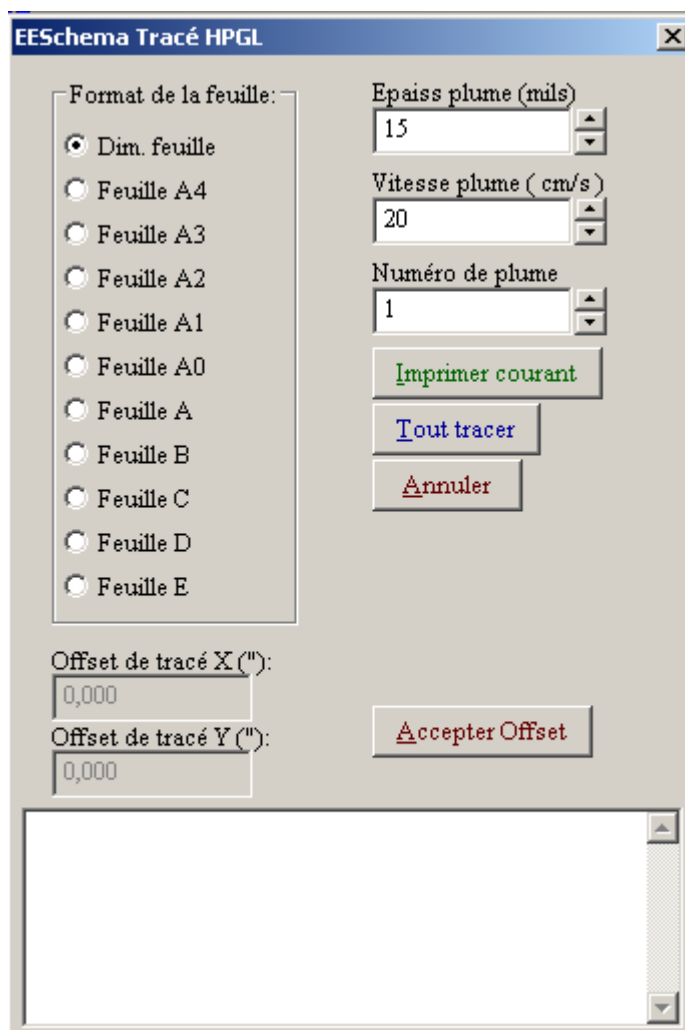 EESchema Tracé HPGL
Format de la feuille:
Dim. feuille
Feuille A4
Feuille A3
Feuille A2
Feuille A1
Feuille A0
Feuille A
Feuille B
Feuille C
Feuille D
Feuille E
Epaiss plume (mils)
15
Vitesse plume ( cm/s )
20
Numéro de plume
1
Imprimer courant
Tout tracer
Annuler
Offset de tracé X ("):
0,000
Offset de tracé Y ("):
0,000
Accepter Offset